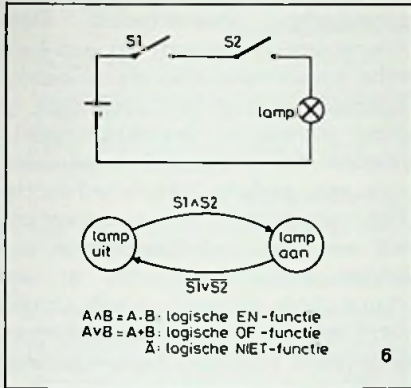 S1 S2
lamp
S1∧S2
lamp uit
lamp aan
S̅1̅∨S̅2̅
A∧B = A·B: logische EN-functie
A∨B = A+B: logische OF-functie
A̅: logische NIET-functie
6